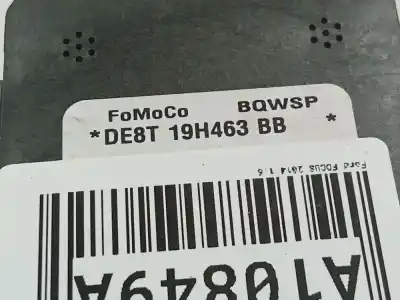 FoMoCo BQWSP
*DE8T 19H463 BB *
Ford FOCUS 2014 1.6
A10849A